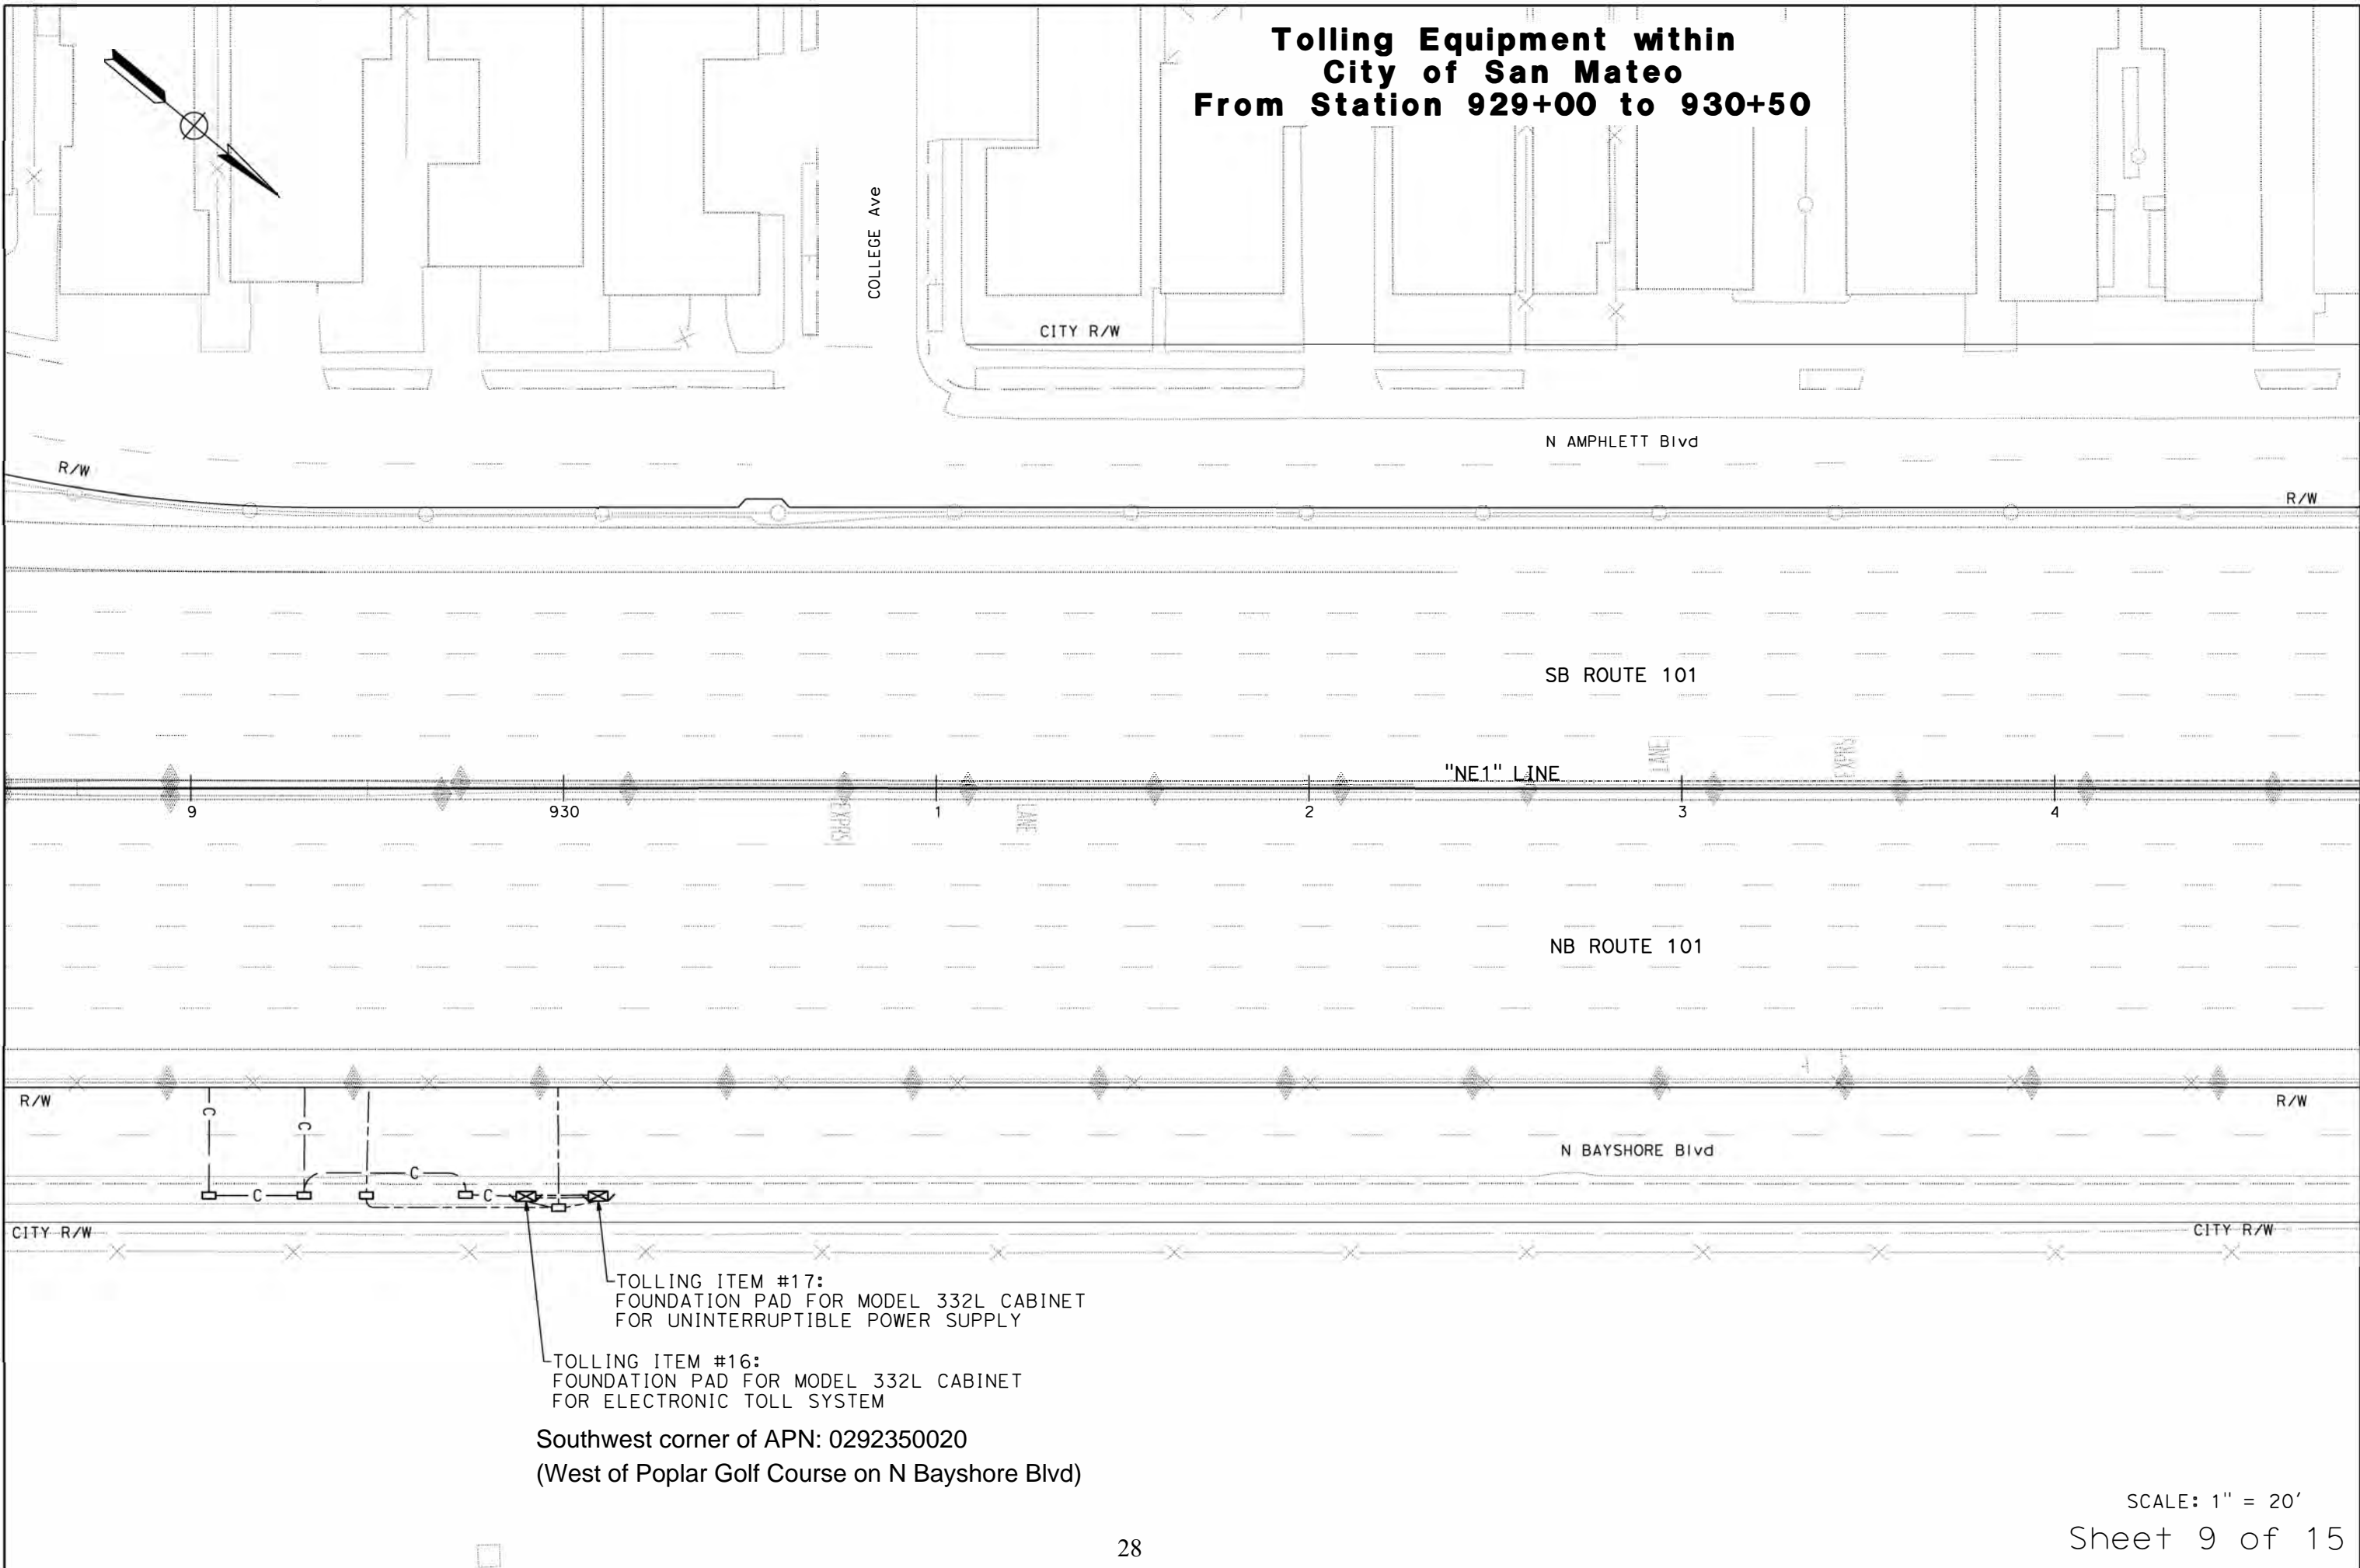 Tolling Equipment within
City of San Mateo
From Station 929+00 to 930+50
COLLEGE Ave
CITY R/W
N AMPHLETT Blvd
R/W
R/W
SB ROUTE 101
LANE
EXPRESS
"NE1" LINE
9
930
1
2
3
4
EXPRESS
LANE
NB ROUTE 101
R/W
R/W
C
C
N BAYSHORE Blvd
C
C
C
CITY R/W
CITY R/W
TOLLING ITEM #17:
FOUNDATION PAD FOR MODEL 332L CABINET
FOR UNINTERRUPTIBLE POWER SUPPLY
TOLLING ITEM #16:
FOUNDATION PAD FOR MODEL 332L CABINET
FOR ELECTRONIC TOLL SYSTEM
Southwest corner of APN: 0292350020
(West of Poplar Golf Course on N Bayshore Blvd)
SCALE: 1" = 20'
Sheet 9 of 15
28